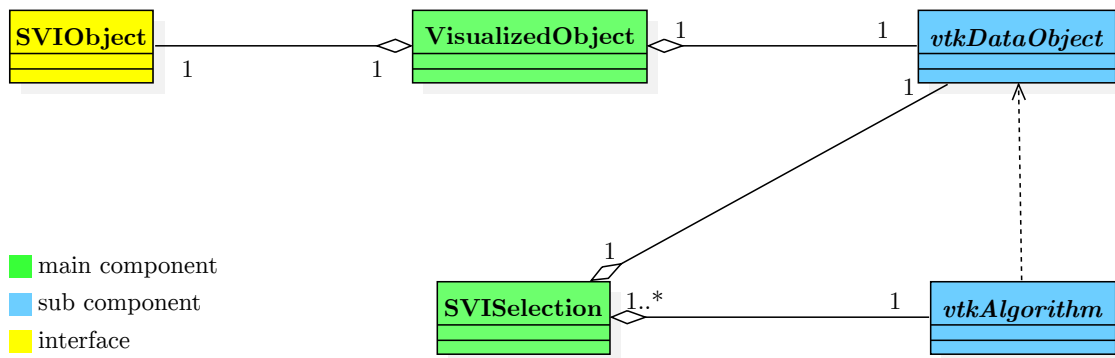 SVIObject
VisualizedObject
vtkDataObject
1
1
1
1
1
1
main component
sub component
interface
SVISelection
1..*
1
vtkAlgorithm